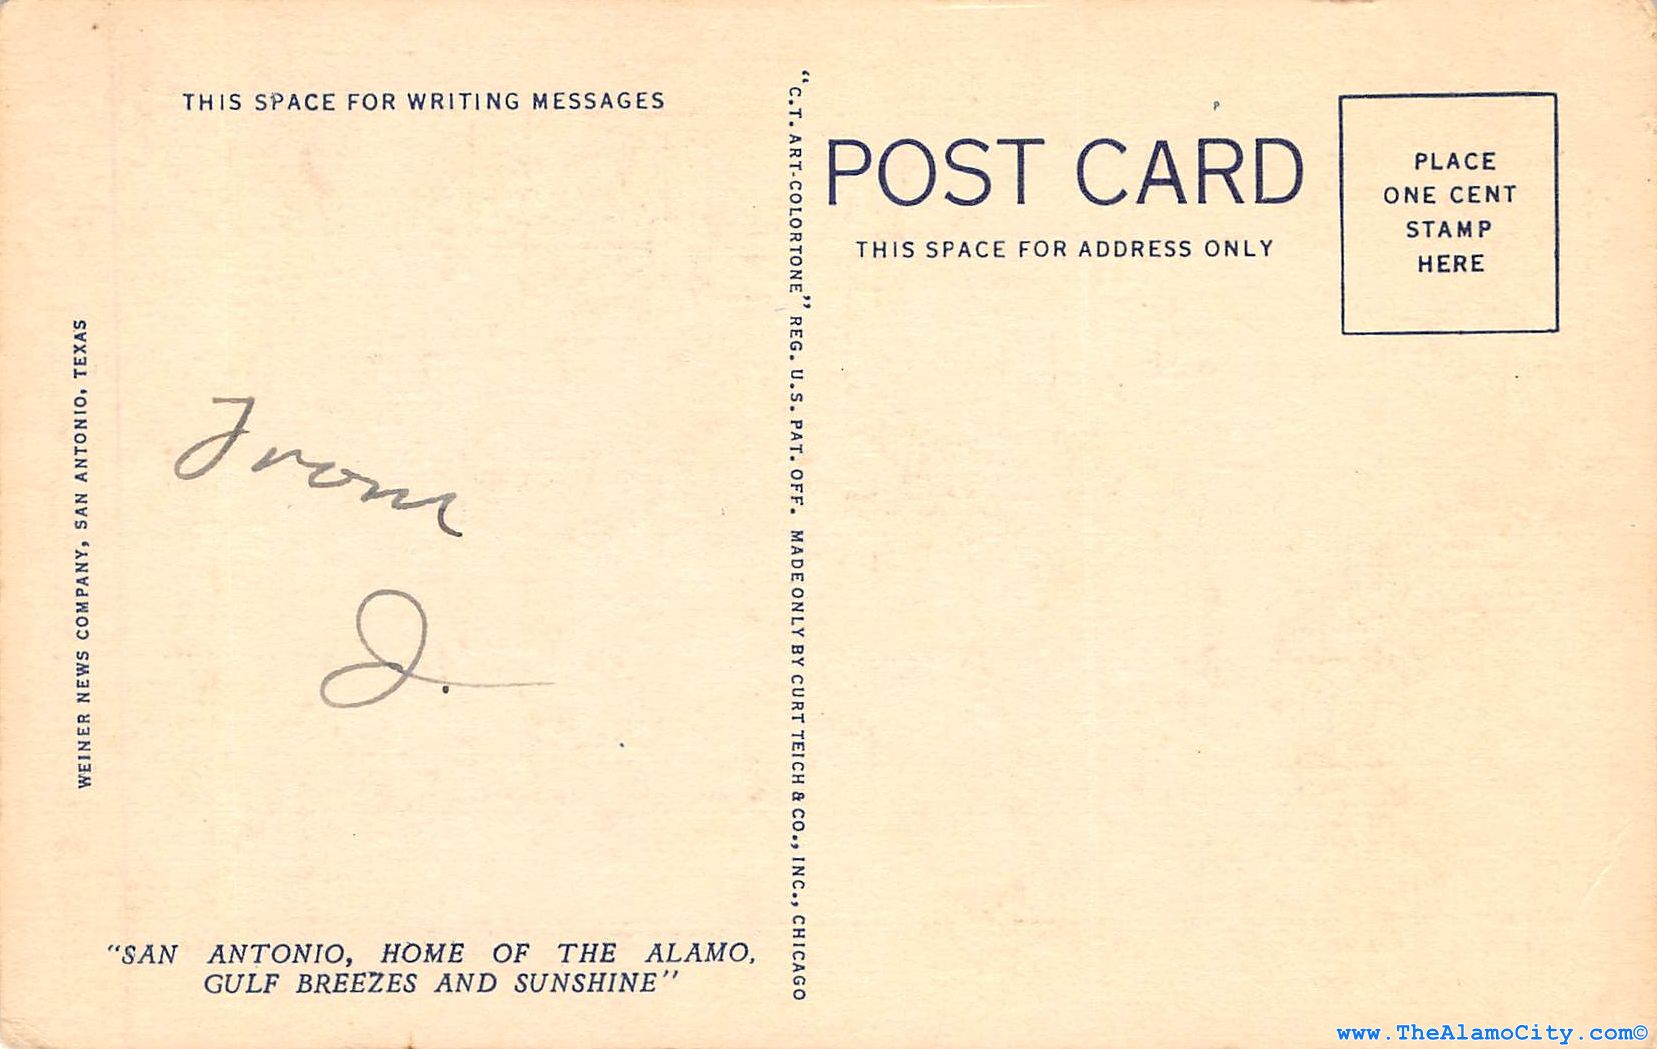 THIS SPACE FOR WRITING MESSAGES
WEINER NEWS COMPANY, SAN ANTONIO, TEXAS
From
J.
"SAN ANTONIO, HOME OF THE ALAMO,
GULF BREEZES AND SUNSHINE"
"C.T. ART-COLORTONE" REG. U.S. PAT. OFF. MADE ONLY BY CURT TEICH & CO., INC., CHICAGO
POST CARD
THIS SPACE FOR ADDRESS ONLY
PLACE
ONE CENT
STAMP
HERE
www.TheAlamoCity.com©